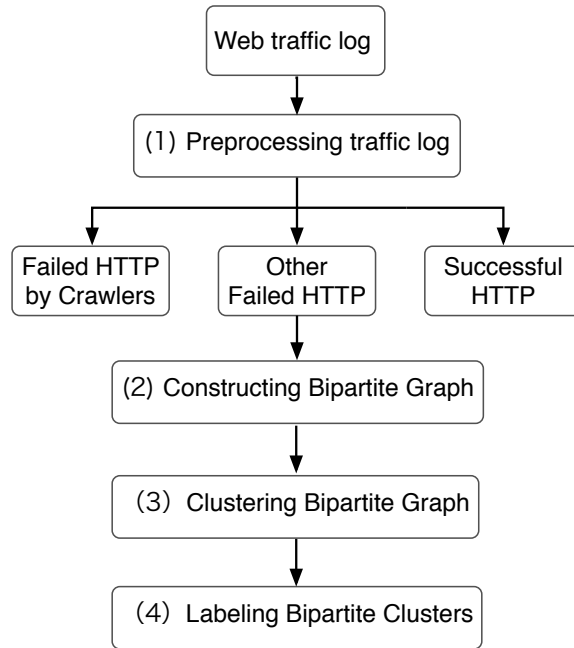 Web traffic log
(1) Preprocessing traffic log
Failed HTTP
by Crawlers
Other
Failed HTTP
Successful
HTTP
(2) Constructing Bipartite Graph
（3）Clustering Bipartite Graph
（4）Labeling Bipartite Clusters